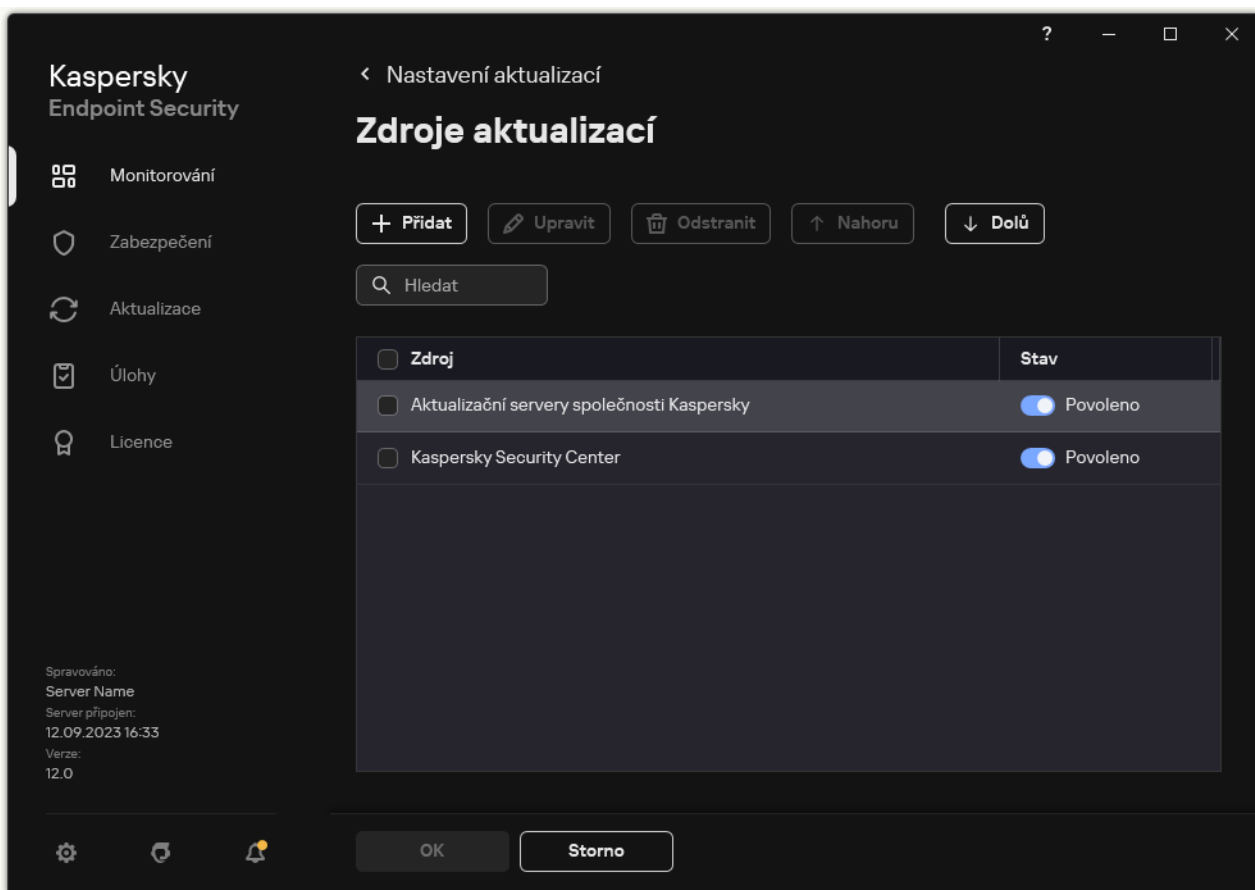 ?
Kaspersky
Endpoint Security
Monitorování
Zabezpečení
Aktualizace
Úlohy
Licence
Spravováno:
Server Name
Server připojen:
12.09.2023 16:33
Verze:
12.0
Nastavení aktualizací
Zdroje aktualizací
Přidat Upravit Odstranit Nahoru Dolů
Hledat
Zdroj Stav
Aktualizační servery společnosti Kaspersky Povoleno
Kaspersky Security Center Povoleno
OK Storno